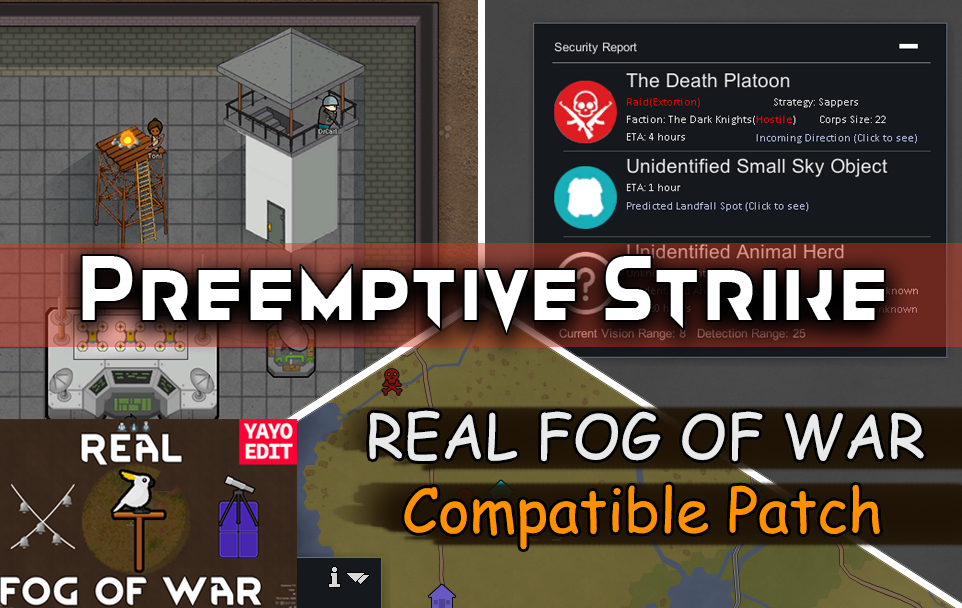 Security Report
The Death Platoon
Raid(Extortion) Strategy: Sappers
Faction: The Dark Knights(Hostile) Corps Size: 22
ETA: 4 hours Incoming Direction (Click to see)
Unidentified Small Sky Object
ETA: 1 hour
Predicted Landfall Spot (Click to see)
Unidentified Animal Herd
Toni
Preemptive Strike
Current Vision Range: 8 Detection Range: 25
REAL
YAYO
EDIT
FOG OF WAR
REAL FOG OF WAR
Compatible Patch